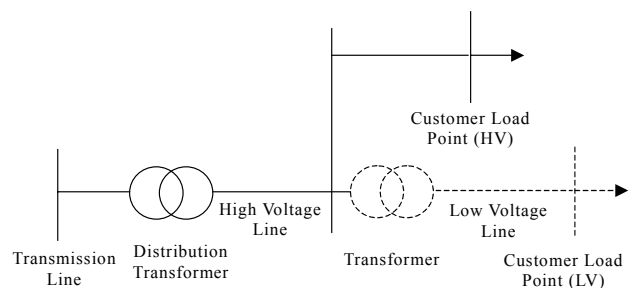 Customer Load
Point (HV)
High Voltage
Line
Low Voltage
Line
Transmission
Line
Distribution
Transformer
Transformer
Customer Load
Point (LV)